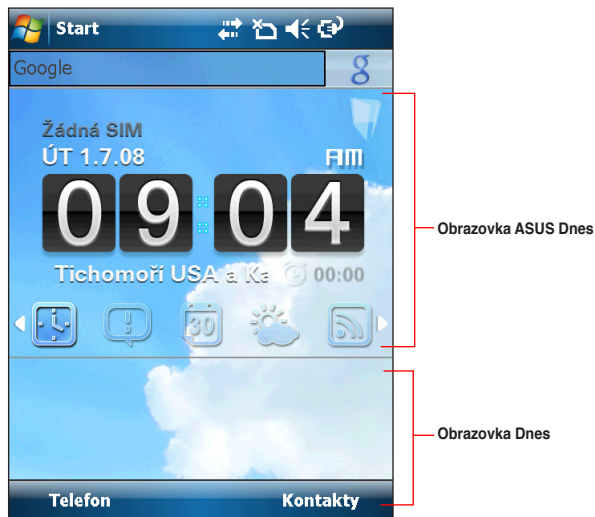 Start
Google
g
Žádná SIM
ÚT 1.7.08
AM
09:04
Tichomoří USA a Ka
00:00
30
Obrazovka ASUS Dnes
Obrazovka Dnes
Telefon
Kontakty